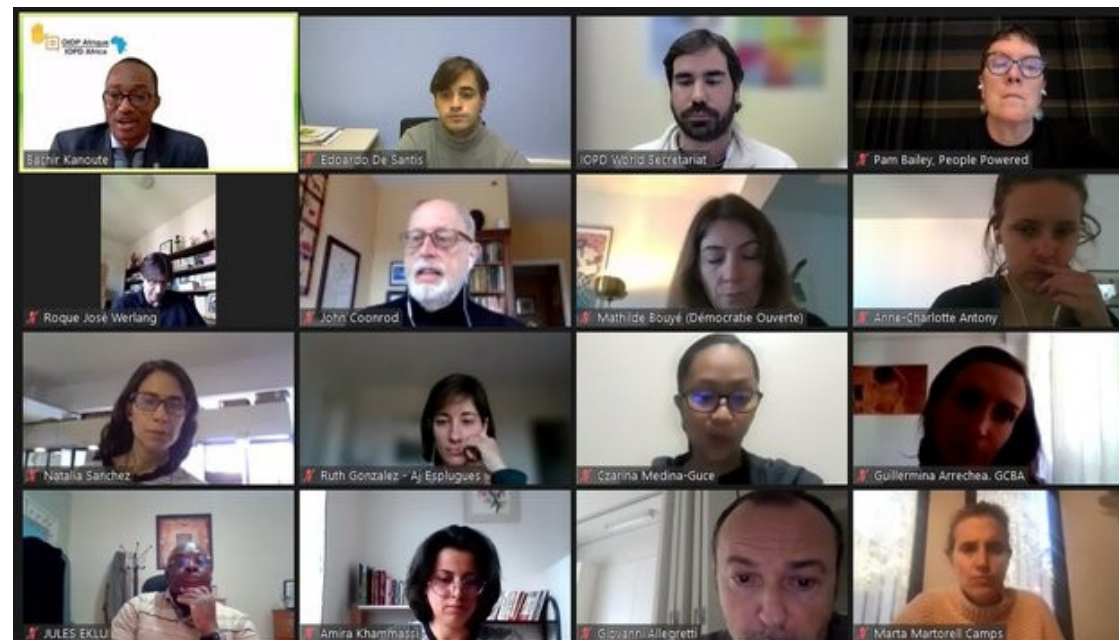 OIDP Afrique
IOPD Africa
Bachir Kanoute
Edoardo De Santis
IOPD World Secretariat
Pam Bailey, People Powered
Roque José Werlang
John Coonrod
Mathilde Bouyé (Démocratie Ouverte)
Anne-Charlotte Antony
Natalia Sanchez
Ruth Gonzalez - Aj Esplugues
Czarina Medina-Guce
Guillermina Arrechea. GCBA
JULES EKLU
Amira Khammassi
Giovanni Allegretti
Marta Martorell Camps